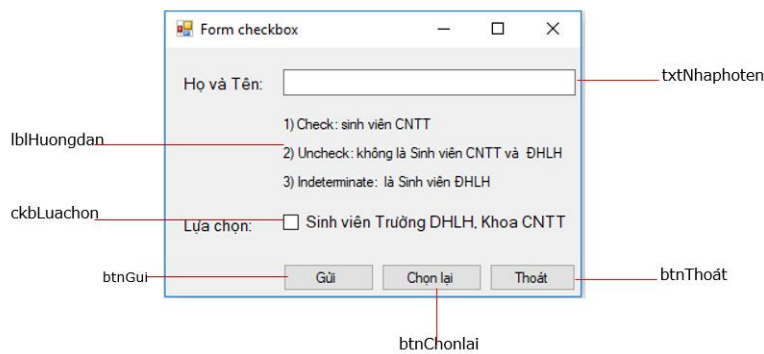 Form checkbox
Họ và Tên:
txtNhaphoten
1) Check: sinh viên CNTT
lblHuongdan
2) Uncheck: không là Sinh viên CNTT và ĐHLH
3) Indeterminate: là Sinh viên ĐHLH
ckbLuachon
Lựa chọn:
Sinh viên Trường DHLH, Khoa CNTT
btnGui
Gửi
Chọn lại
Thoát
btnThoát
btnChonlai